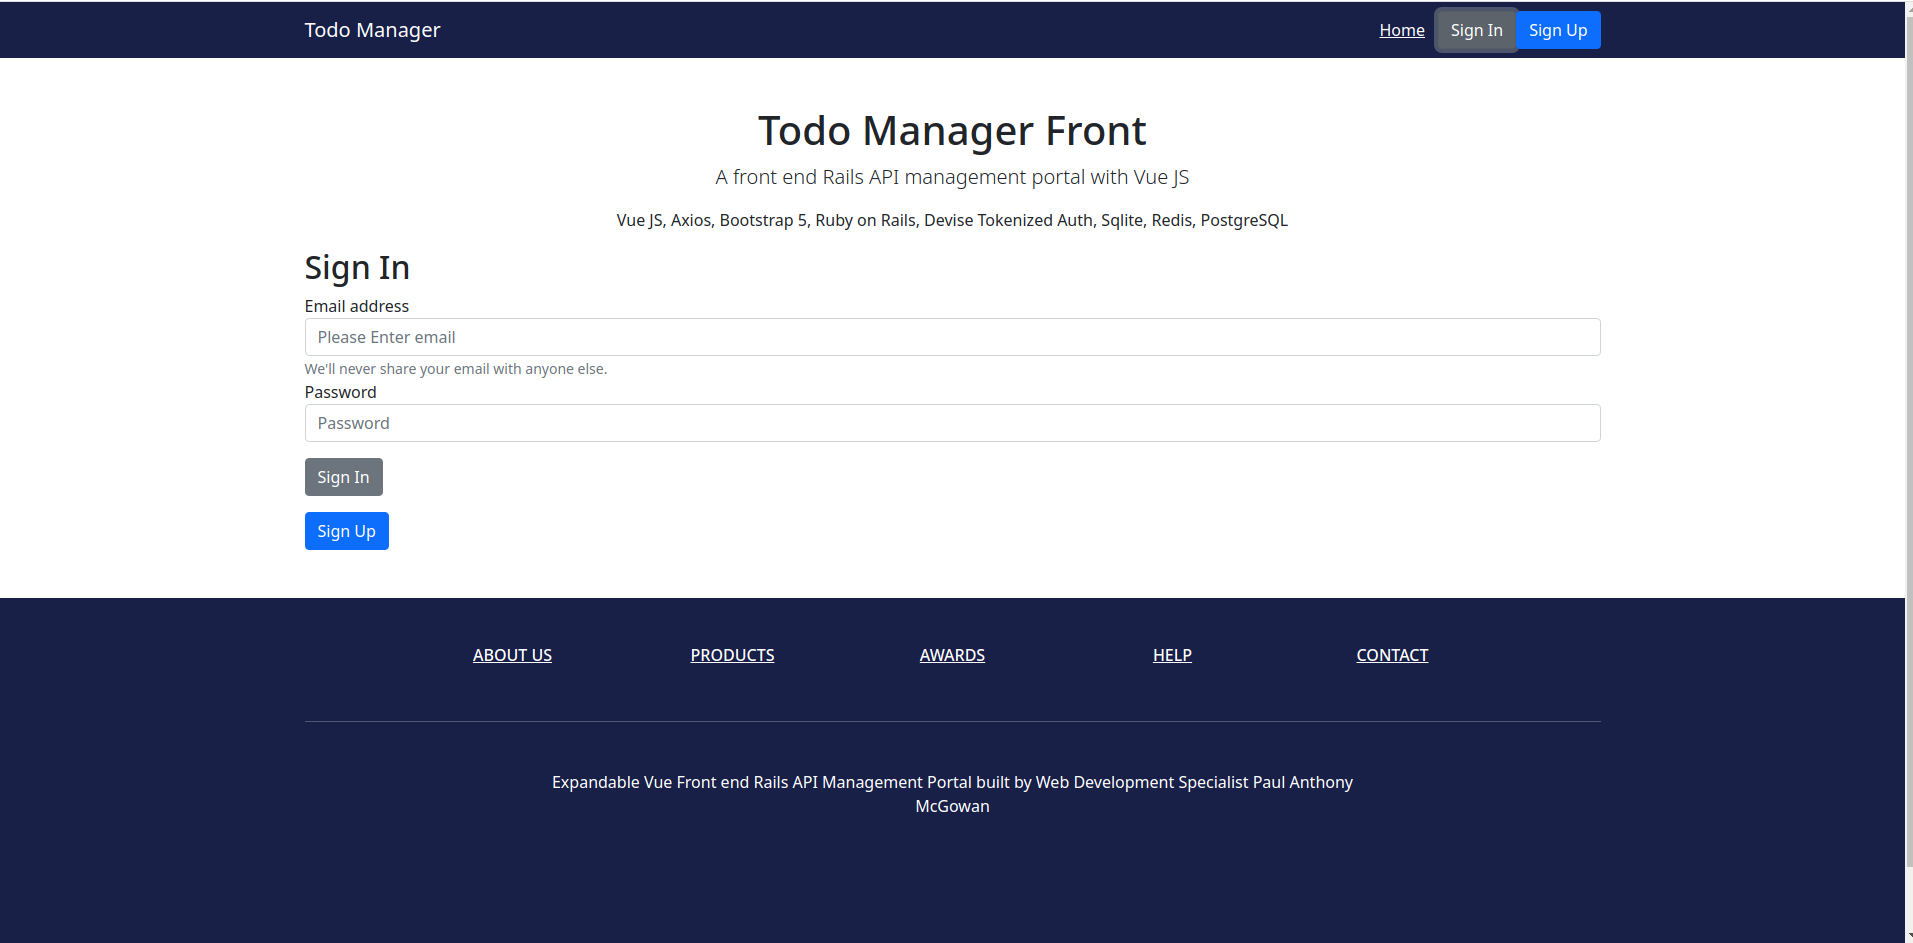 Todo Manager
Home
Sign In
Sign Up
Todo Manager Front
A front end Rails API management portal with Vue JS
Vue JS, Axios, Bootstrap 5, Ruby on Rails, Devise Tokenized Auth, Sqlite, Redis, PostgreSQL
Sign In
Email address
Please Enter email
We'll never share your email with anyone else.
Password
Password
Sign In
Sign Up
ABOUT US
PRODUCTS
AWARDS
HELP
CONTACT
Expandable Vue Front end Rails API Management Portal built by Web Development Specialist Paul Anthony
McGowan